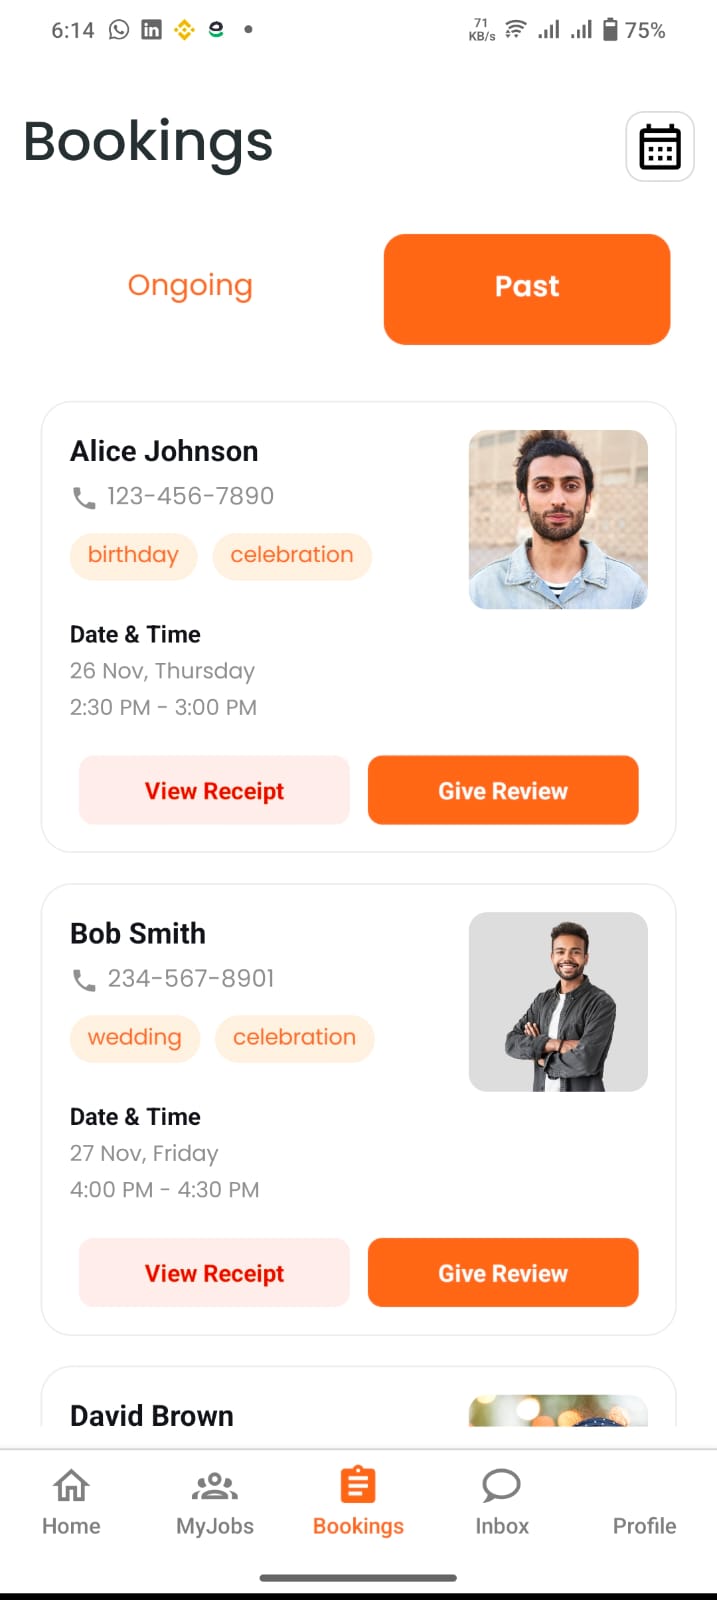 6:14 71 KB/s 75%
Bookings
Ongoing Past
Alice Johnson
123-456-7890
birthday celebration
Date & Time
26 Nov, Thursday
2:30 PM - 3:00 PM
View Receipt Give Review
Bob Smith
234-567-8901
wedding celebration
Date & Time
27 Nov, Friday
4:00 PM - 4:30 PM
View Receipt Give Review
David Brown
Home MyJobs Bookings Inbox Profile